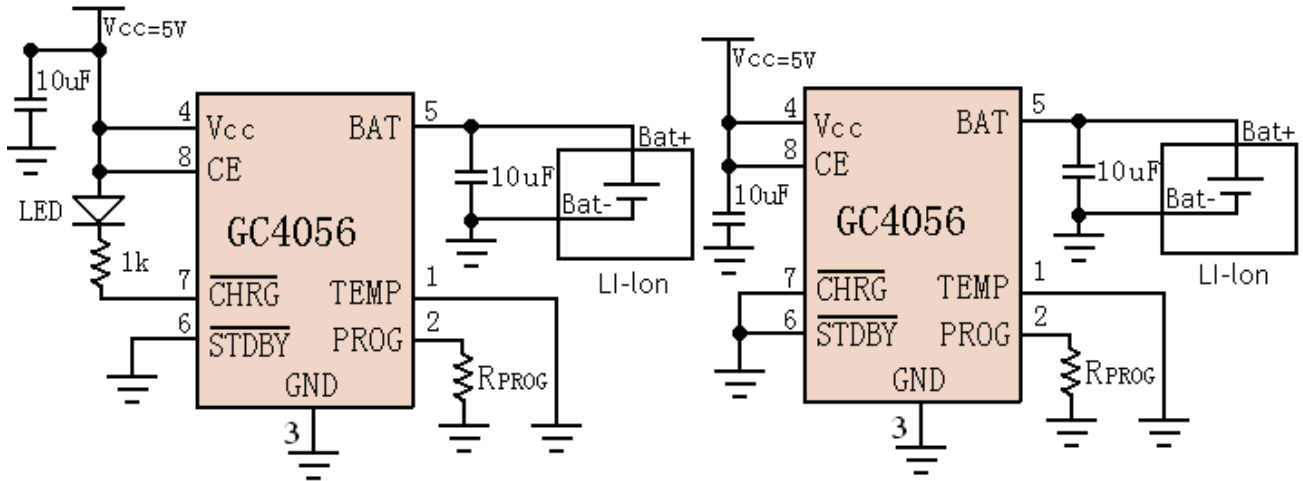 Vcc=5V
10uF
4
Vcc
BAT
5
8
CE
Bat+
10uF
Bat-
LED
GC4056
1k
LI-lon
7
CHRG
TEMP
1
6
STDBY
PROG
2
RPROG
GND
3
Vcc=5V
4
Vcc
BAT
5
8
CE
Bat+
10uF
10uF
Bat-
GC4056
LI-lon
7
CHRG
TEMP
1
6
STDBY
PROG
2
RPROG
GND
3